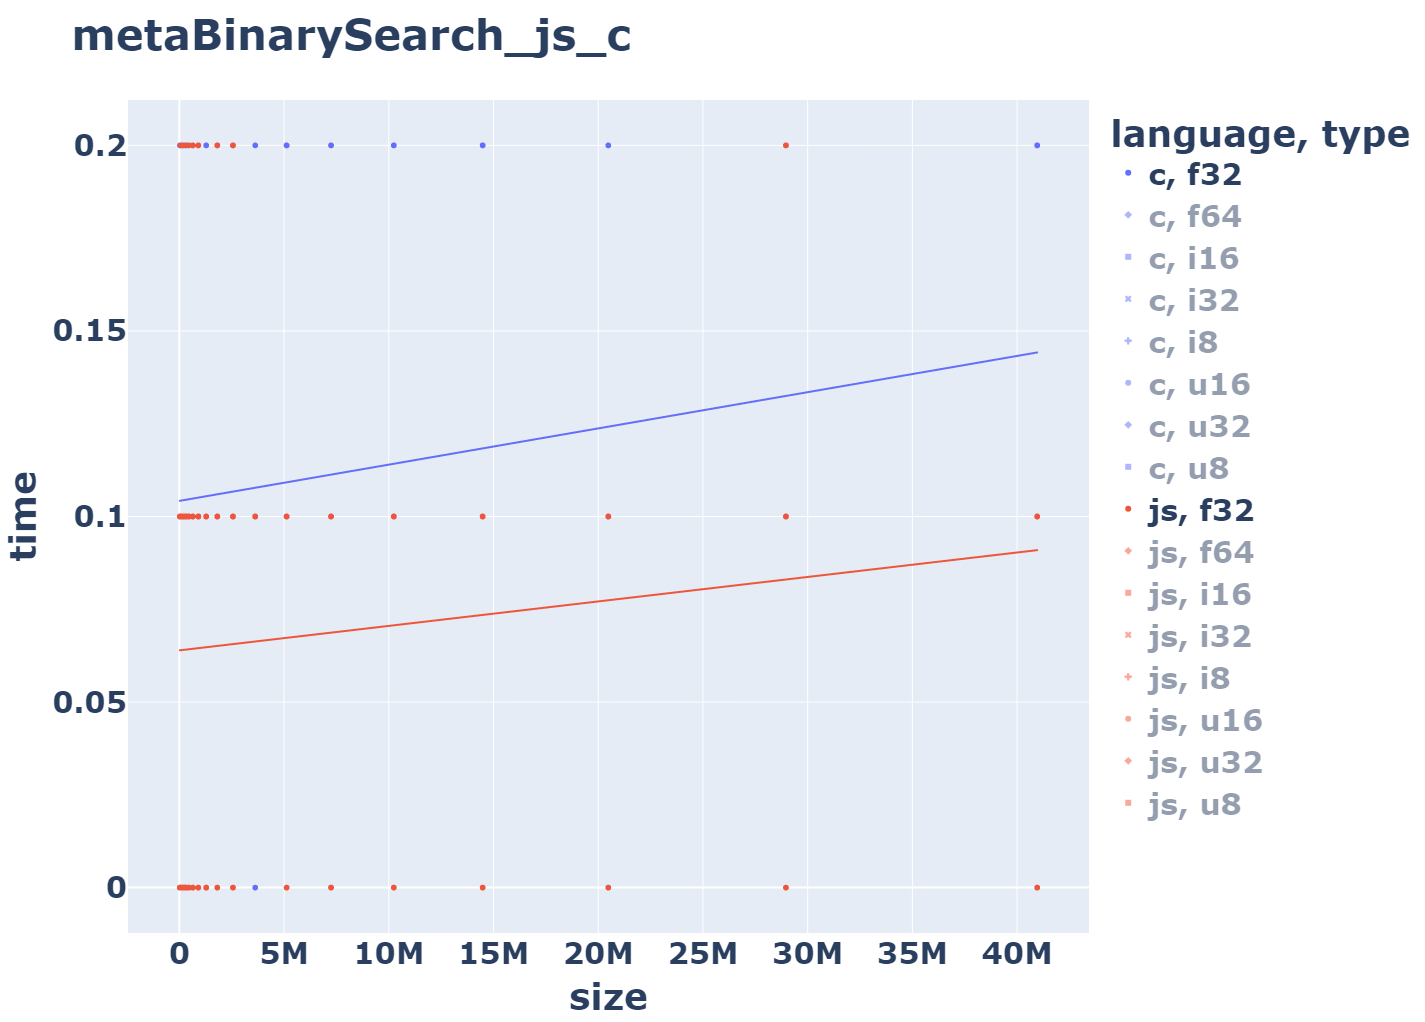 metaBinarySearch_js_c
0.2
0.15
0.1
0.05
0
time
0
5M
10M
15M
20M
25M
30M
35M
40M
size
language, type
c, f32
c, f64
c, i16
c, i32
c, i8
c, u16
c, u32
c, u8
js, f32
js, f64
js, i16
js, i32
js, i8
js, u16
js, u32
js, u8